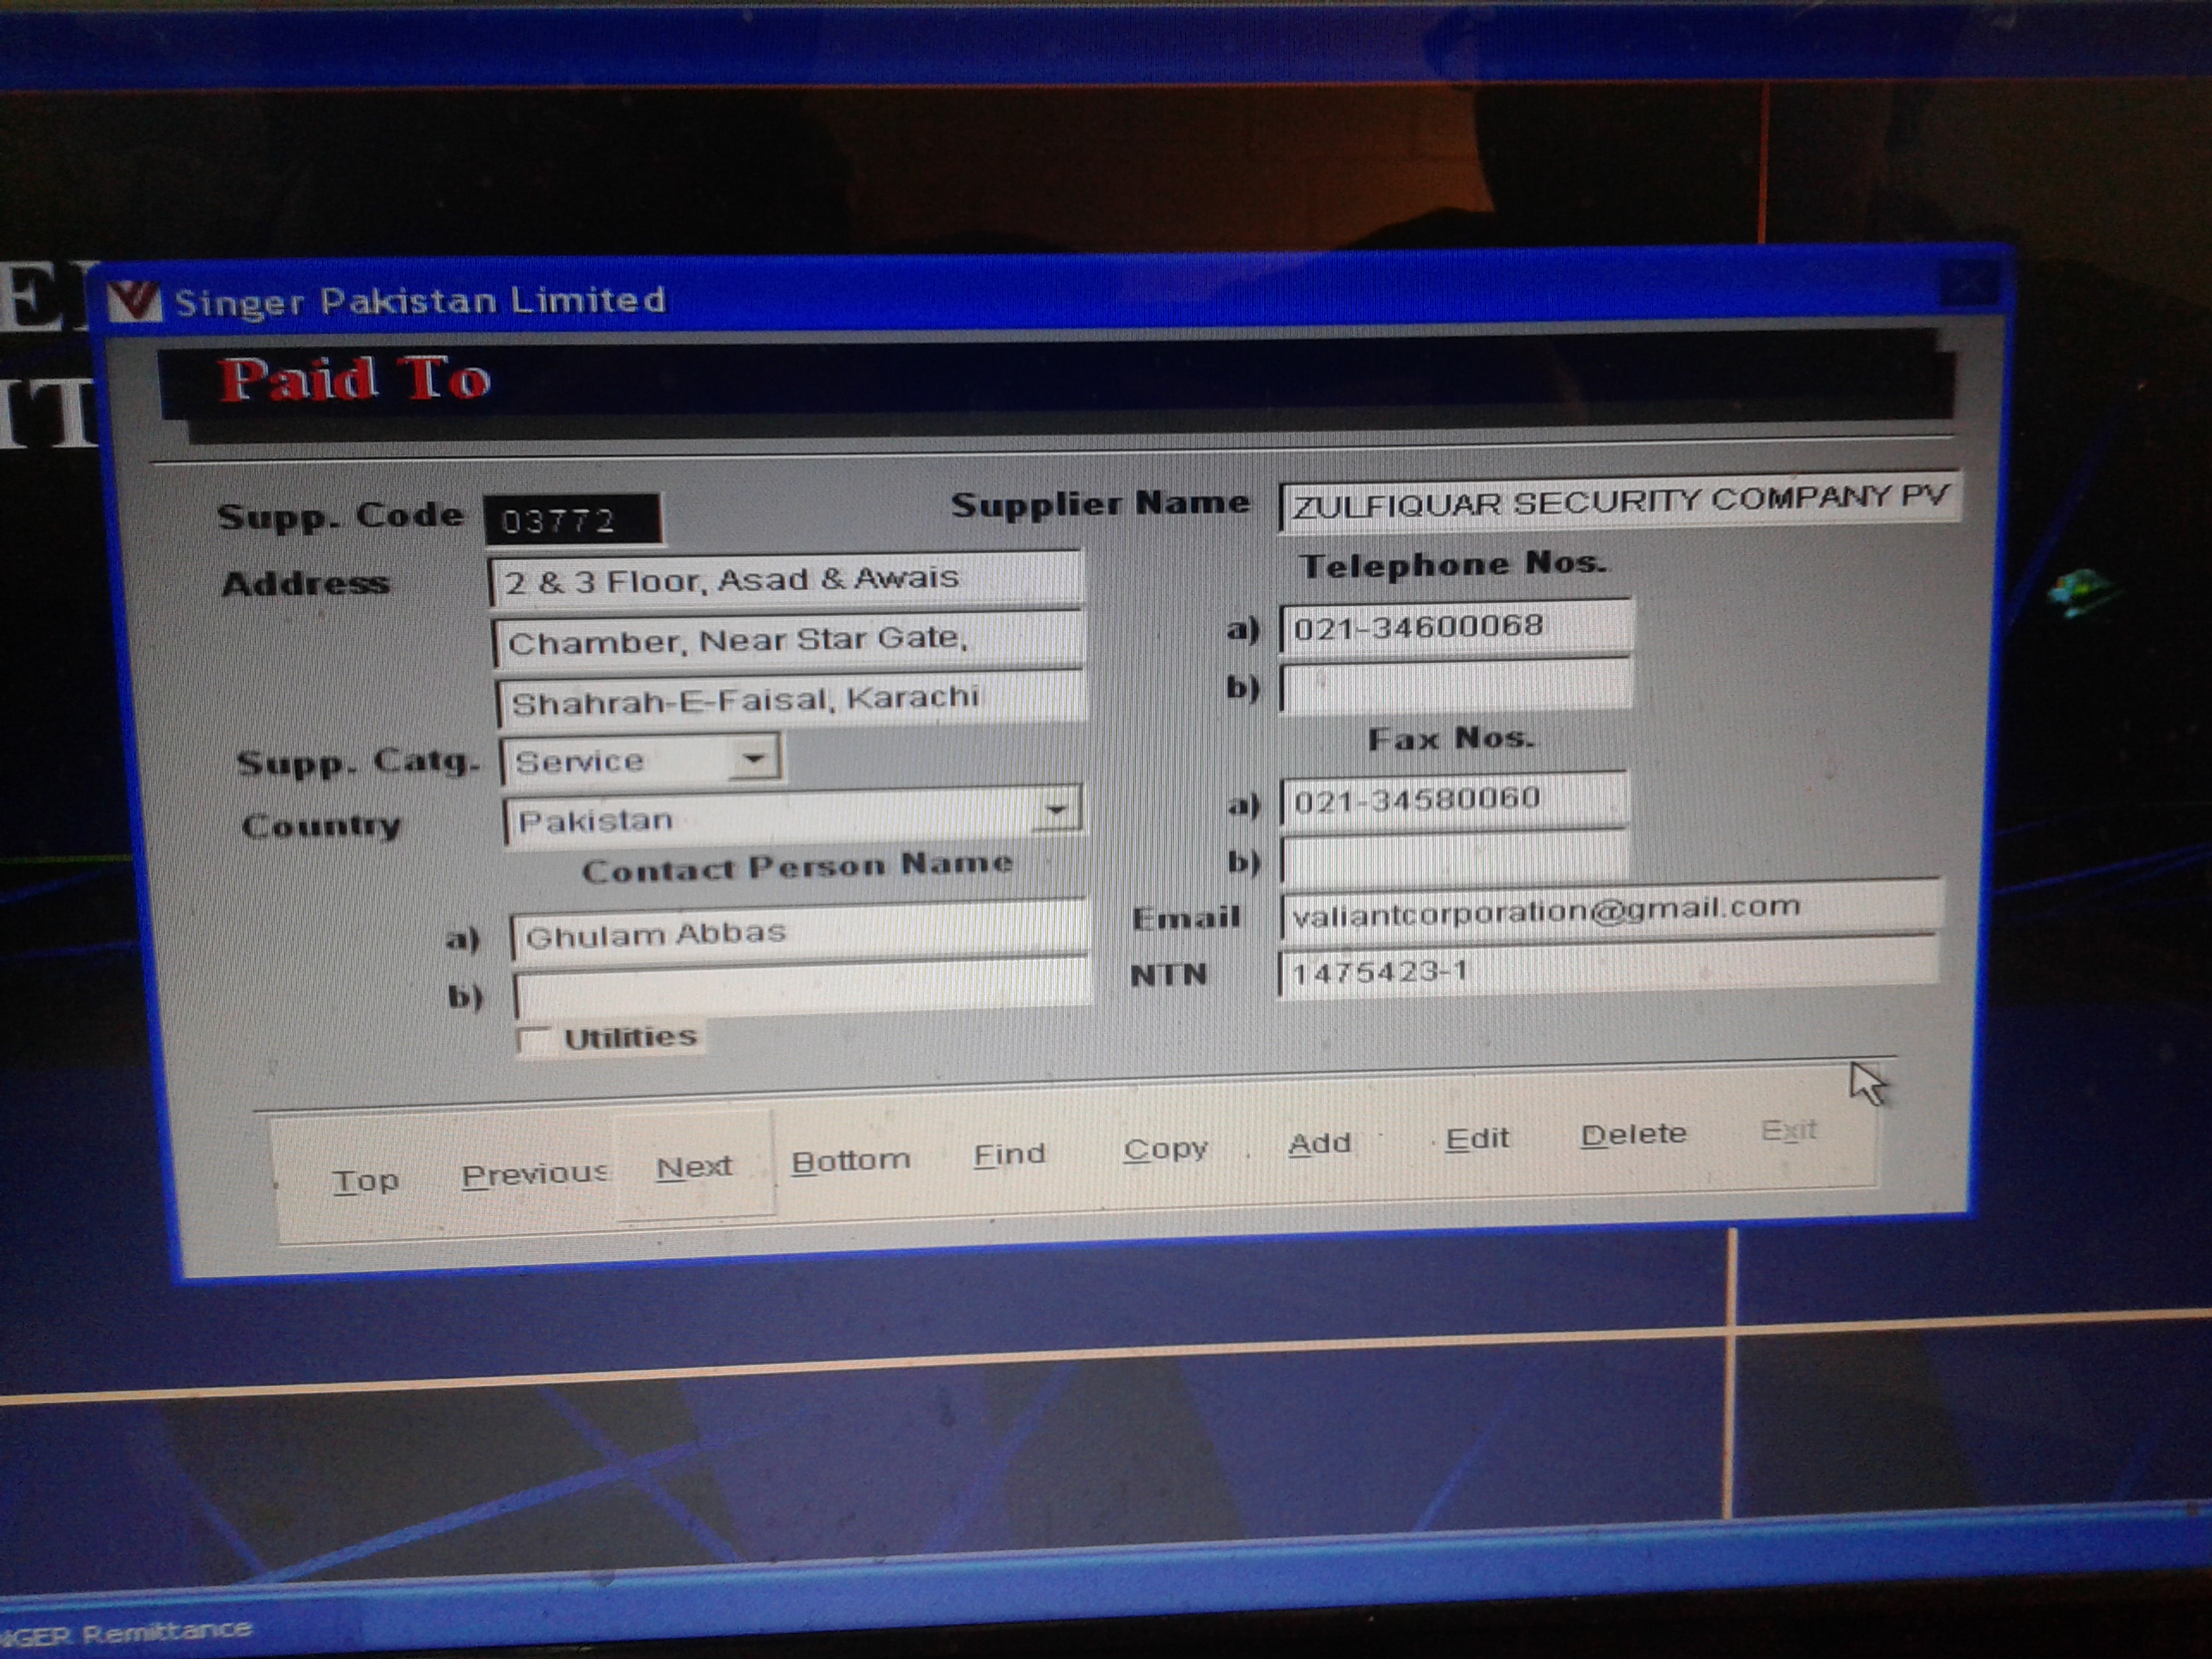 Singer Pakistan Limited
Paid To
Supp. Code 03772 Supplier Name ZULFIQUAR SECURITY COMPANY PV
Address 2 & 3 Floor, Asad & Awais
Telephone Nos.
Chamber, Near Star Gate,
a) 021-34600068
Shahrah-E-Faisal, Karachi
b)
Supp. Catg. Service
Fax Nos.
Country Pakistan
a) 021-34580060
Contact Person Name
b)
a) Ghulam Abbas
Email valiantcorporation@gmail.com
b)
NTN 1475423-1
Utilities
Top Previous Next Bottom Find Copy Add Edit Delete Exit
Remittance